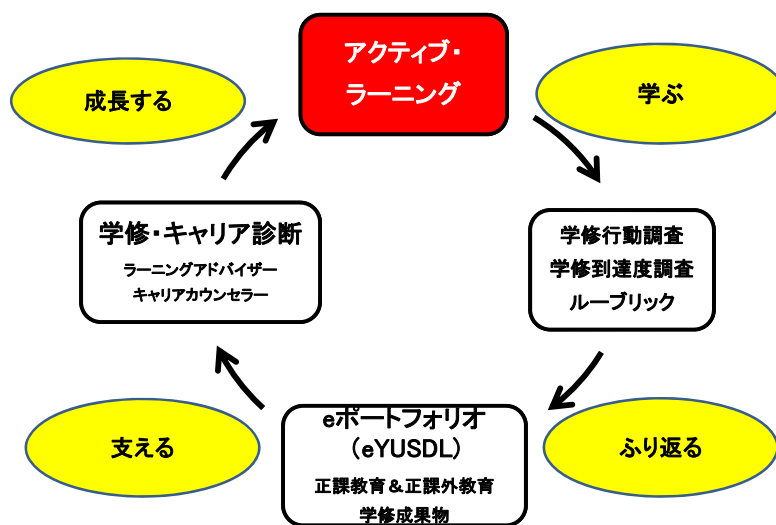 アクティブ・
ラーニング
成長する
学ぶ
学修・キャリア診断
ラーニングアドバイザー
キャリアカウンセラー
学修行動調査
学修到達度調査
ルーブリック
支える
eポートフォリオ
（eYUSDL）
正課教育＆正課外教育
学修成果物
ふり返る